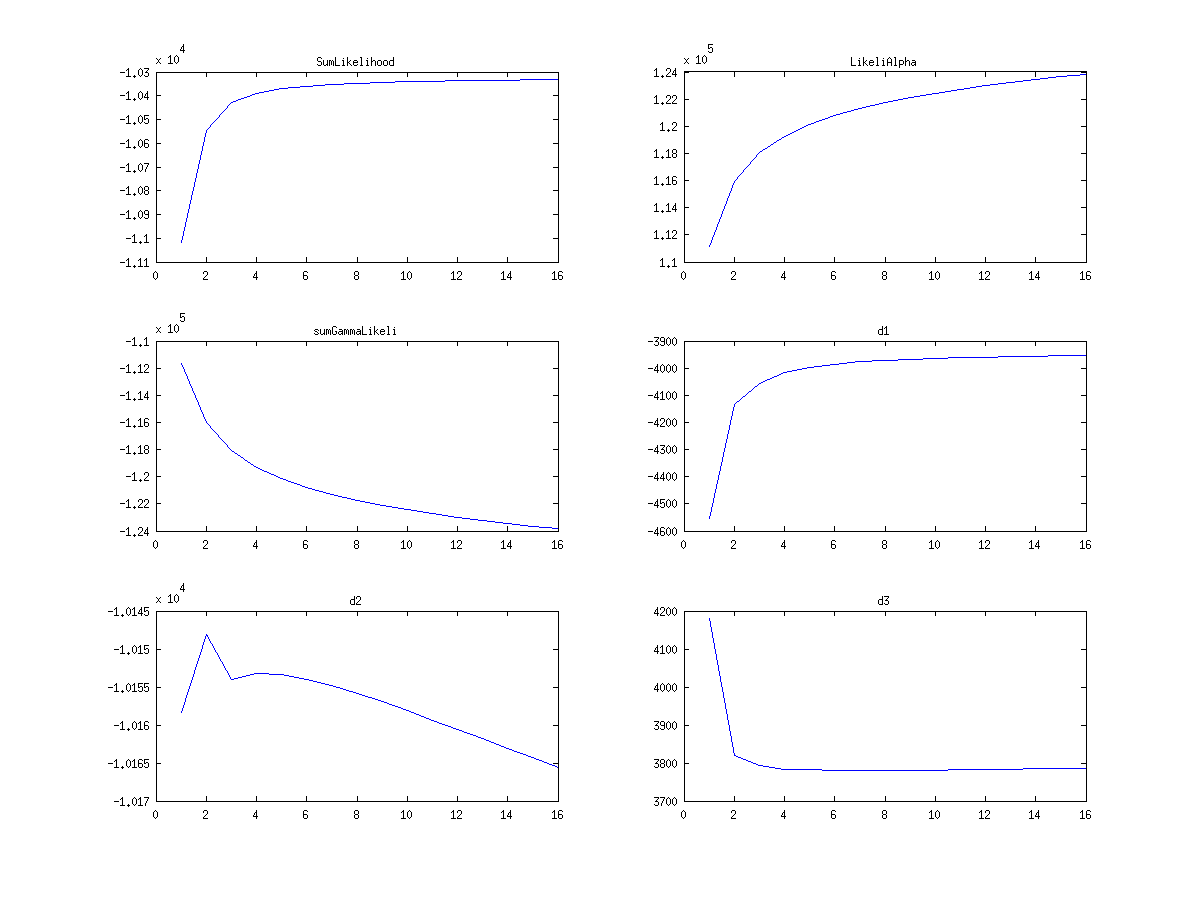 SumLikelihood
x 10^4
-1.03
-1.04
-1.05
-1.06
-1.07
-1.08
-1.09
-1.1
-1.11
0 2 4 6 8 10 12 14 16
LikeliAlpha
x 10^5
1.24
1.22
1.2
1.18
1.16
1.14
1.12
1.1
0 2 4 6 8 10 12 14 16
sumGammaLikeli
x 10^5
-1.1
-1.12
-1.14
-1.16
-1.18
-1.2
-1.22
-1.24
0 2 4 6 8 10 12 14 16
d1
-3900
-4000
-4100
-4200
-4300
-4400
-4500
-4600
0 2 4 6 8 10 12 14 16
d2
x 10^4
-1.0145
-1.015
-1.0155
-1.016
-1.0165
-1.017
0 2 4 6 8 10 12 14 16
d3
4200
4100
4000
3900
3800
3700
0 2 4 6 8 10 12 14 16